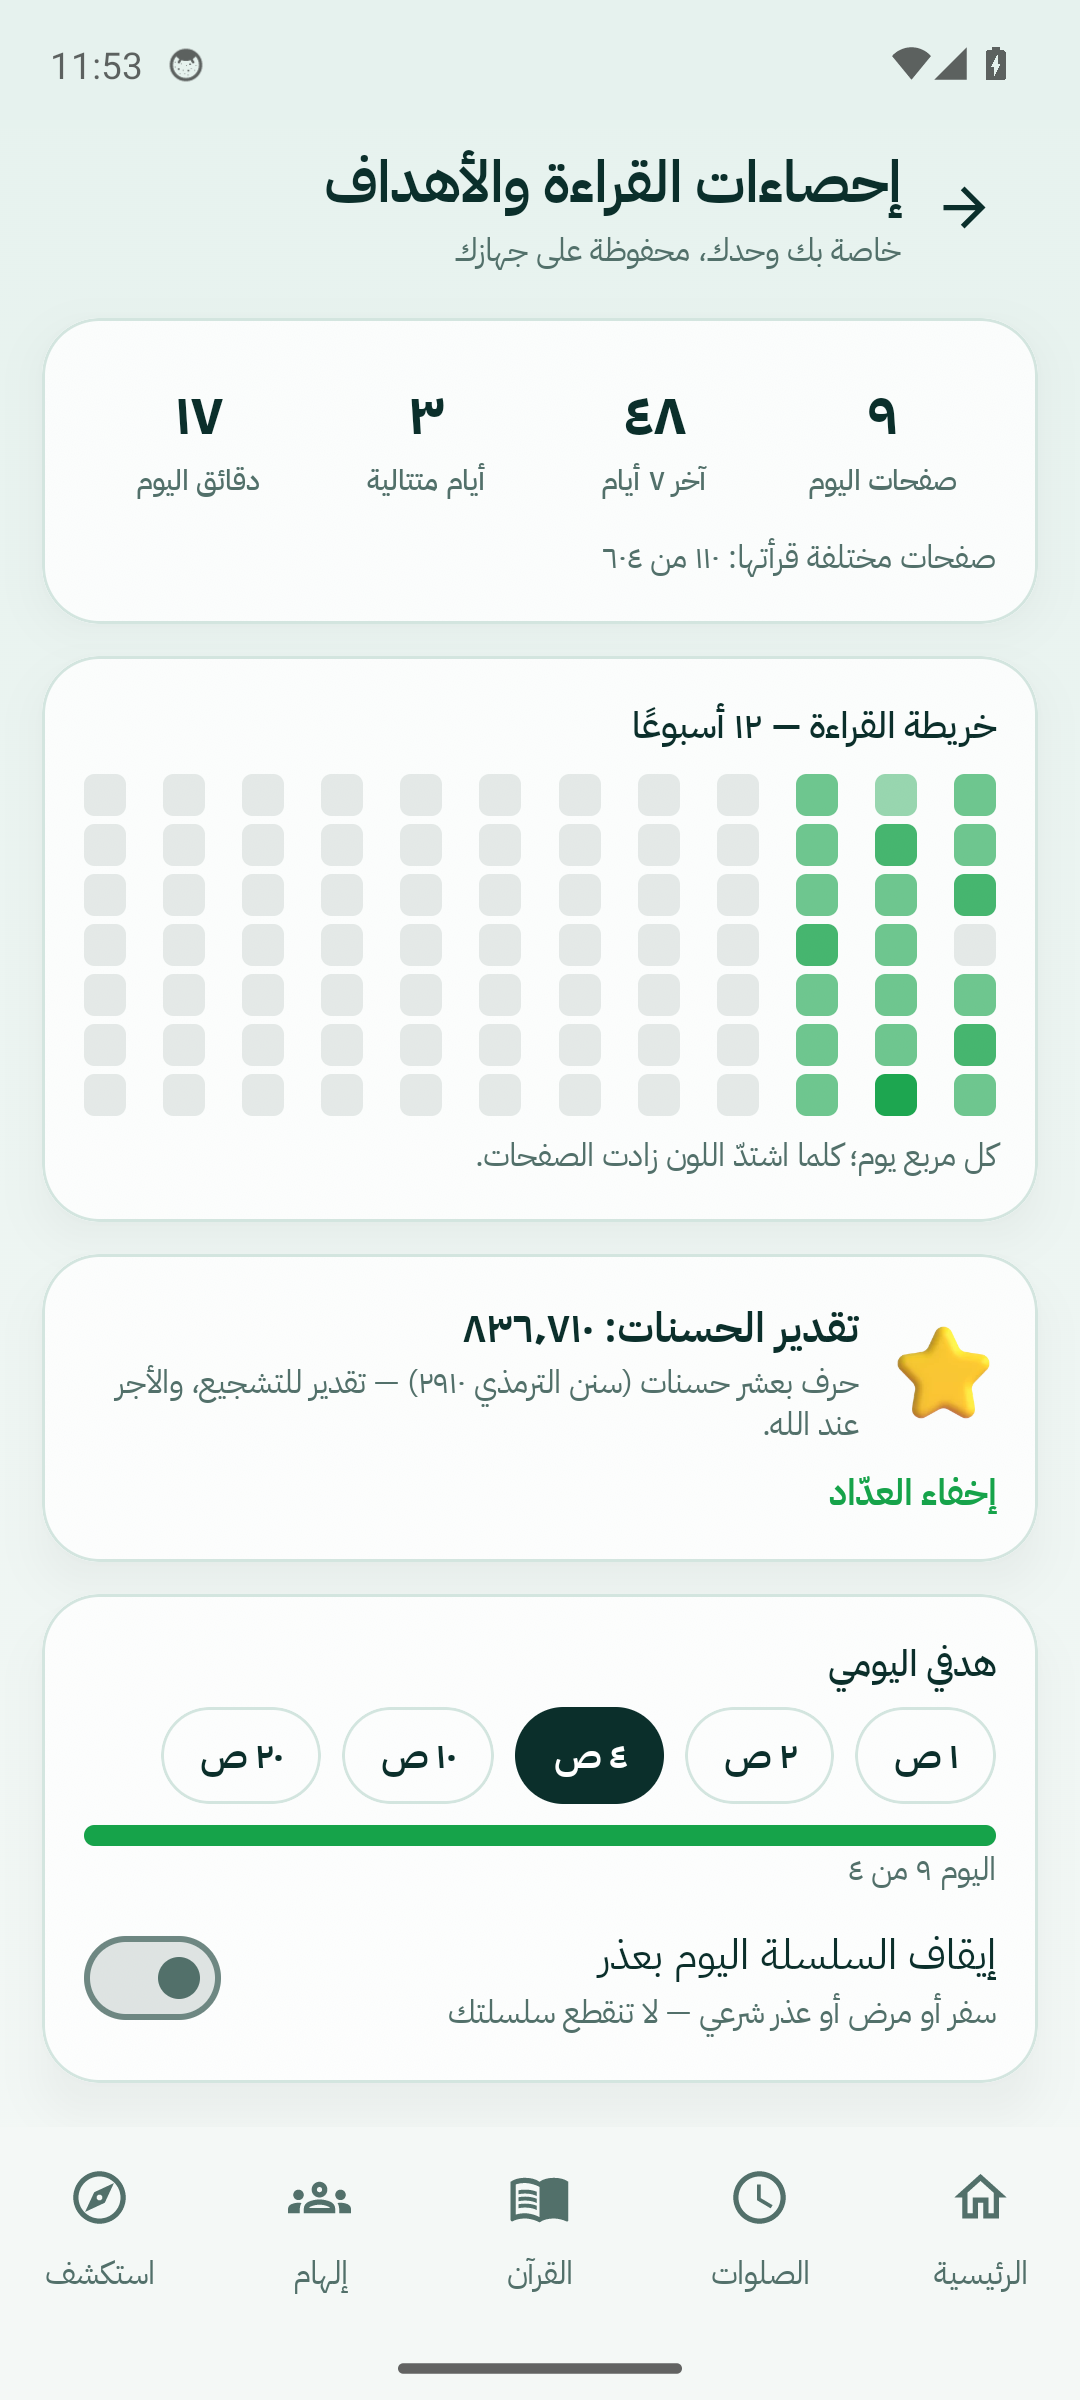 11:53
إحصاءات القراءة والأهداف
خاصة بك وحدك، محفوظة على جهازك
٩
٤٨
٣
١٧
صفحات اليوم
آخر ٧ أيام
أيام متتالية
دقائق اليوم
صفحات مختلفة قرأتها: ١١٠ من ٦٠٤
خريطة القراءة — ١٢ أسبوعًا
كل مربع يوم؛ كلما اشتدّ اللون زادت الصفحات.
تقدير الحسنات: ٨٣٦,٧١٠
حرف بعشر حسنات (سنن الترمذي ٢٩١٠) — تقدير للتشجيع، والأجر
عند الله.
إخفاء العدّاد
هدفي اليومي
١ ص
٢ ص
٤ ص
١٠ ص
٢٠ ص
اليوم ٩ من ٤
إيقاف السلسلة اليوم بعذر
سفر أو مرض أو عذر شرعي — لا تنقطع سلسلتك
الرئيسية
الصلوات
القرآن
إلهام
استكشف